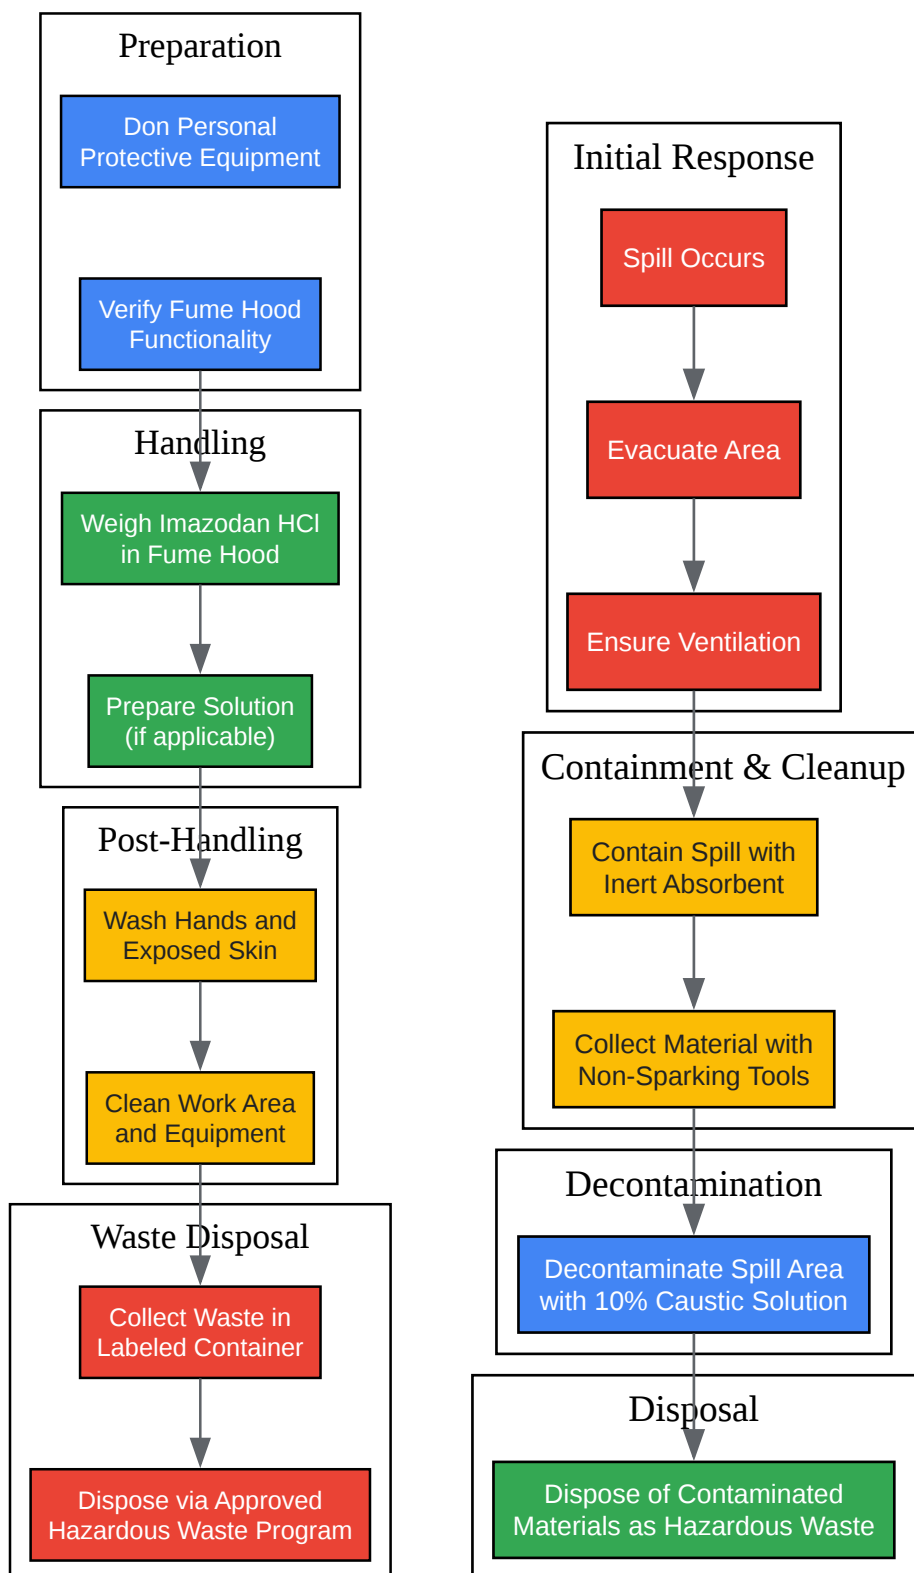 Preparation
Don Personal
Protective Equipment
Verify Fume Hood
Functionality
Handling
Weigh Imazodan HCl
in Fume Hood
Prepare Solution
(if applicable)
Post-Handling
Wash Hands and
Exposed Skin
Clean Work Area
and Equipment
Waste Disposal
Collect Waste in
Labeled Container
Dispose via Approved
Hazardous Waste Program
Initial Response
Spill Occurs
Evacuate Area
Ensure Ventilation
Containment & Cleanup
Contain Spill with
Inert Absorbent
Collect Material with
Non-Sparking Tools
Decontamination
Decontaminate Spill Area
with 10% Caustic Solution
Disposal
Dispose of Contaminated
Materials as Hazardous Waste